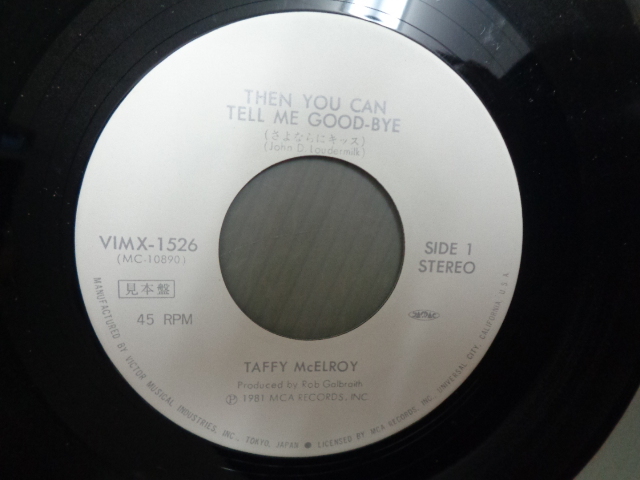 THEN YOU CAN
TELL ME GOOD-BYE
(さよならにキッス)
(John D. Loudermilk)
VIMX-1526
(MC-10890)
見本盤
45 RPM
SIDE 1
STEREO
TAFFY McELROY
Produced by Rob Galbraith
Ⓟ 1981 MCA RECORDS, INC
MANUFACTURED BY VICTOR MUSICAL INDUSTRIES, INC., TOKYO, JAPAN ● LICENSED BY MCA RECORDS, INC. UNIVERSAL CITY, CALIFORNIA, U.S.A.